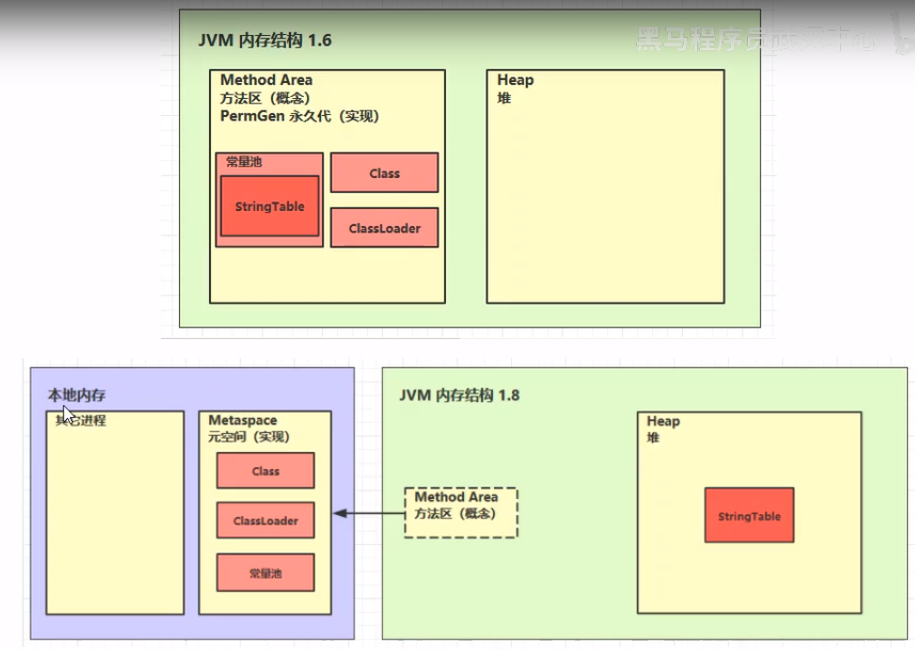 JVM 内存结构 1.6
黑马程序员
Method Area
方法区（概念）
PermGen 永久代（实现）
常量池
StringTable
Class
ClassLoader
Heap
堆
本地内存
其它进程
Metaspace
元空间（实现）
Class
ClassLoader
常量池
JVM 内存结构 1.8
Method Area
方法区（概念）
Heap
堆
StringTable